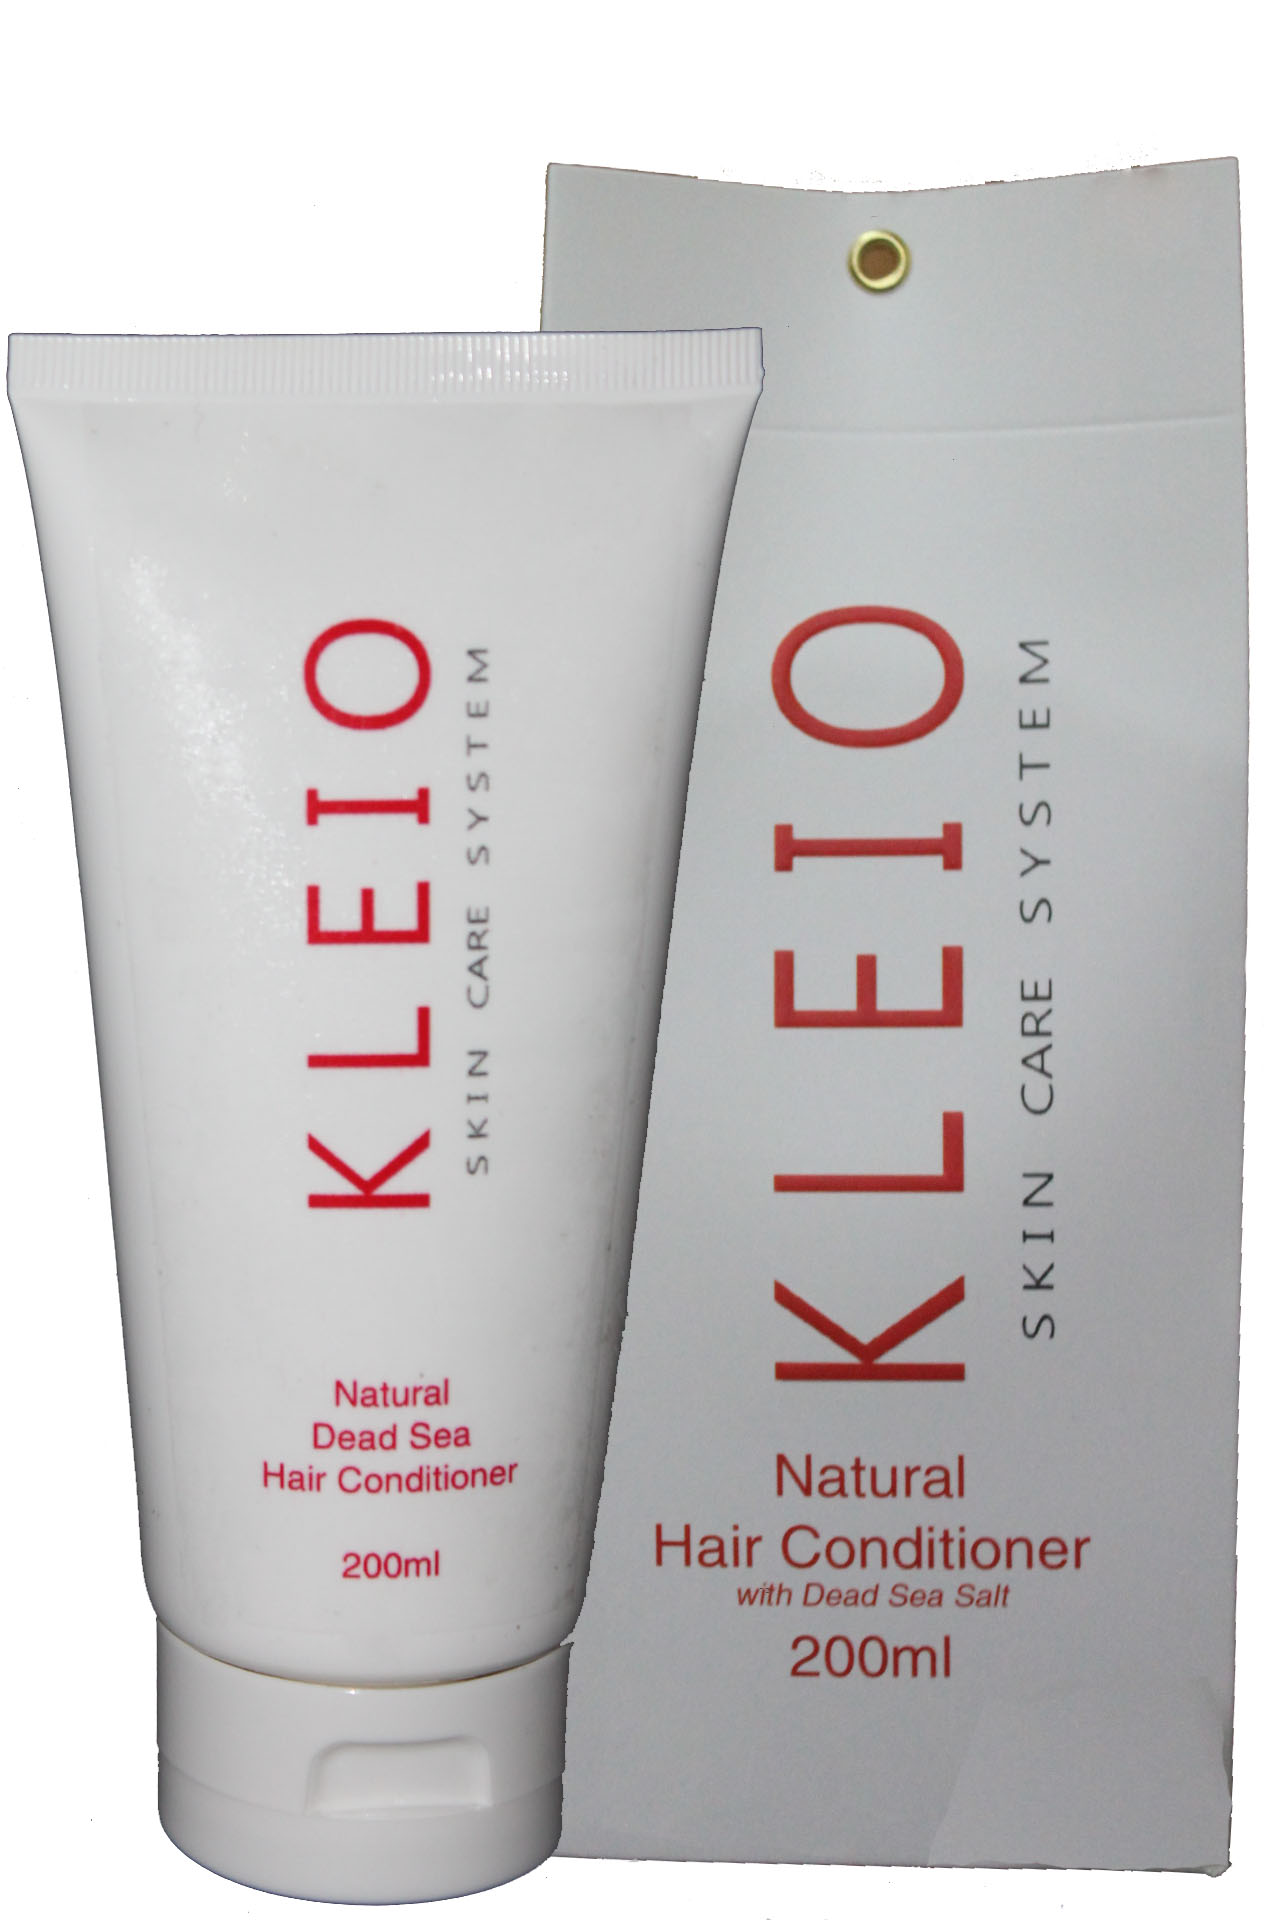 KLEIO
SKIN CARE SYSTEM
Natural
Dead Sea
Hair Conditioner
200ml
KLEIO
SKIN CARE SYSTEM
Natural
Hair Conditioner
with Dead Sea Salt
200ml